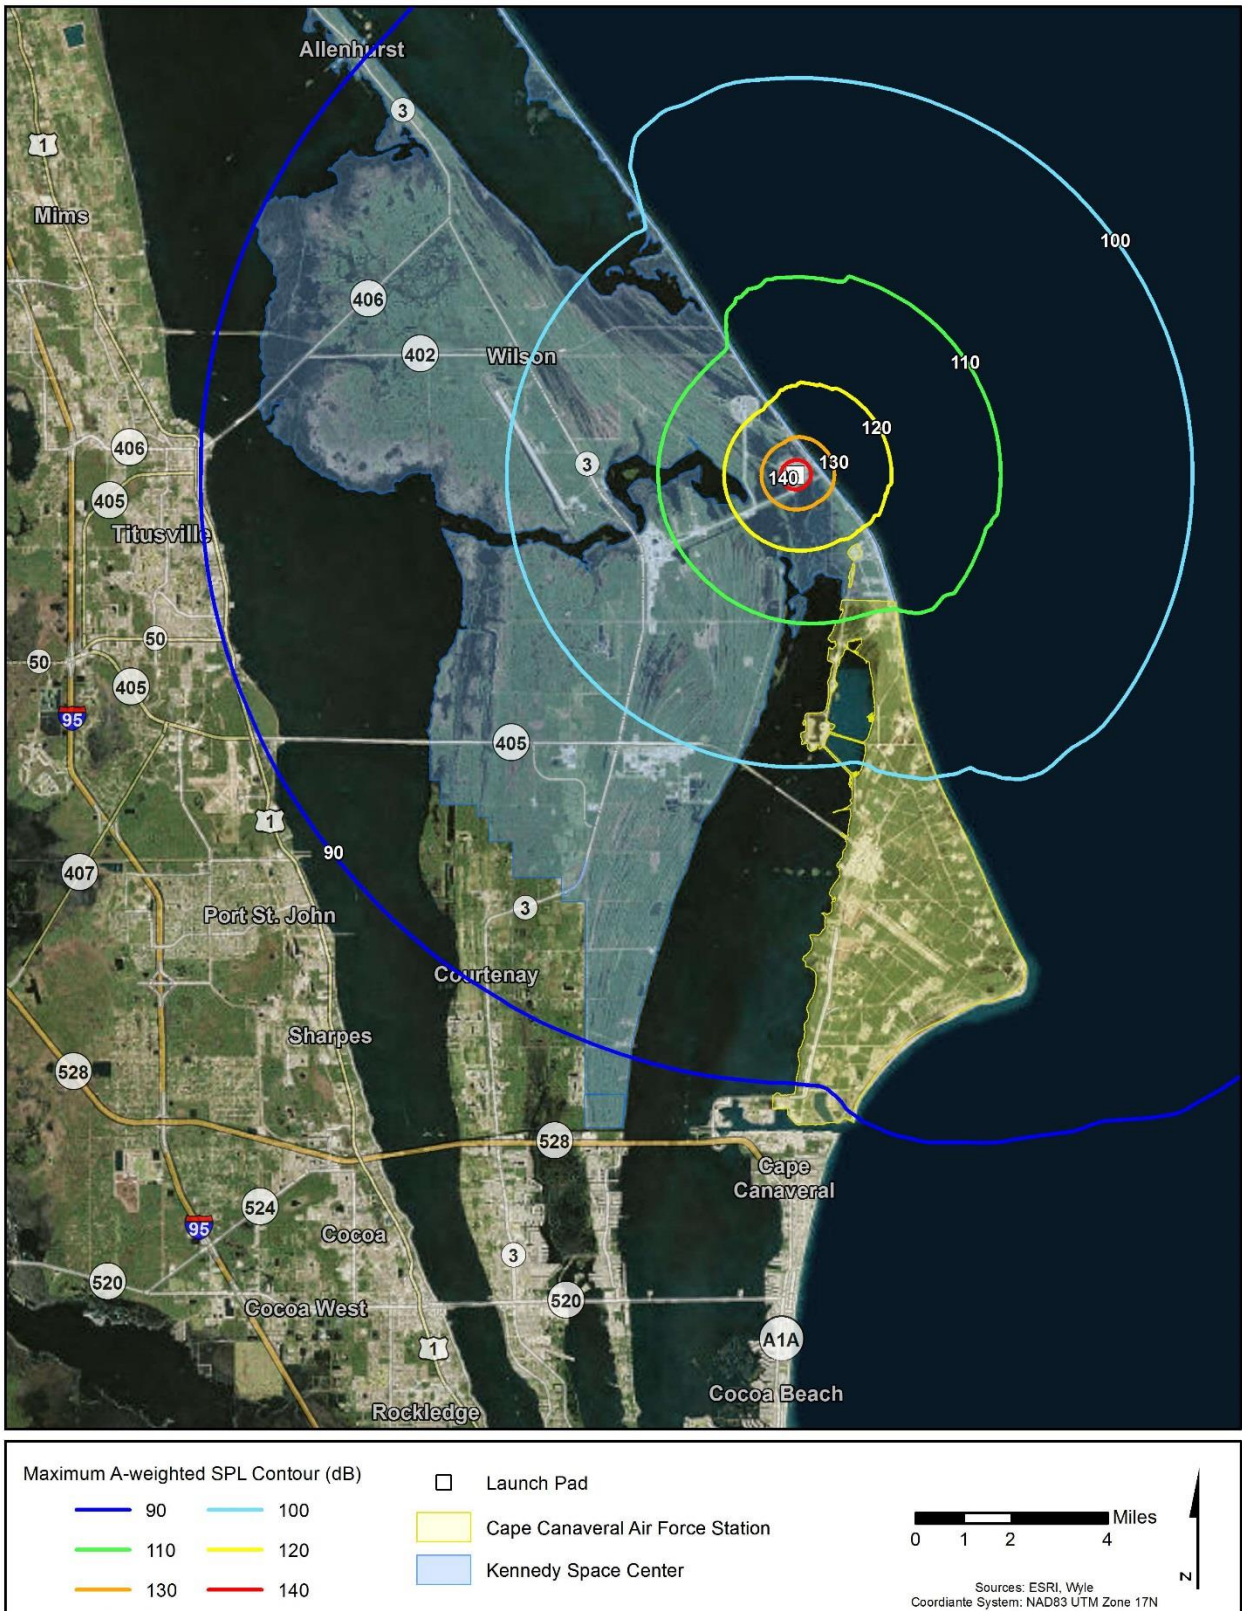 Allenhurst
3
1
Mims
100
406
402
Wilson
110
120
406
3
130
140
405
Titusville
50
50
405
95
405
1
90
407
3
Port St. John
Courtenay
Sharpes
528
528
Cape
Canaveral
524
95
Cocoa
3
520
520
Cocoa West
A1A
1
Cocoa Beach
Rockledge
Maximum A-weighted SPL Contour (dB)
90
100
110
120
130
140
Launch Pad
Cape Canaveral Air Force Station
Kennedy Space Center
Miles
0 1 2 4
N
Sources: ESRI, Wyle
Coordiante System: NAD83 UTM Zone 17N